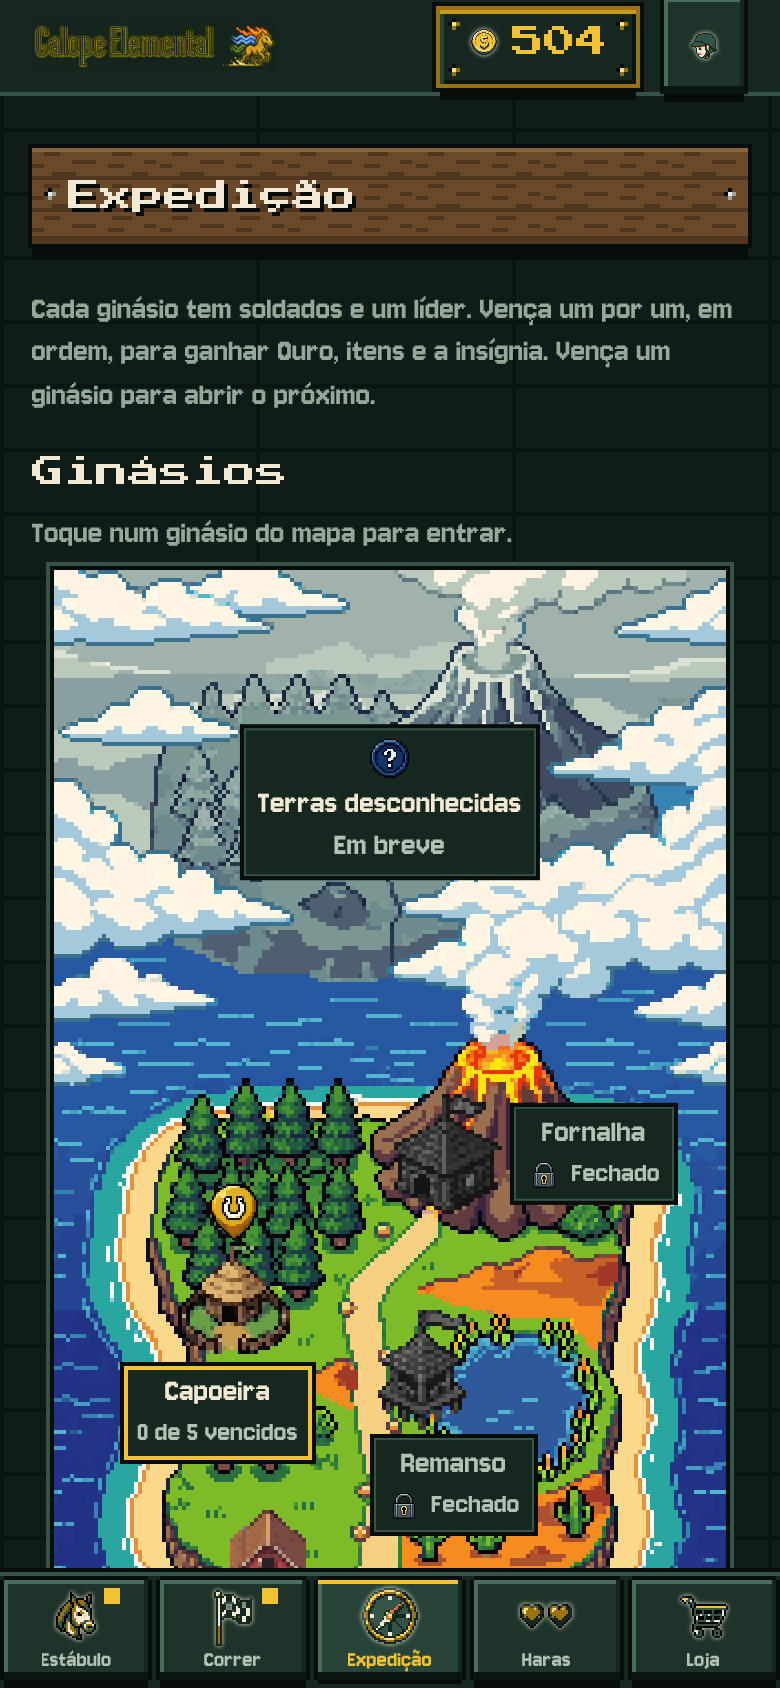 Galope Elemental
504
Expedição
Cada ginásio tem soldados e um líder. Vença um por um, em
ordem, para ganhar Ouro, itens e a insígnia. Vença um
ginásio para abrir o próximo.
Ginásios
Toque num ginásio do mapa para entrar.
?
Terras desconhecidas
Em breve
Fornalha
Fechado
Capoeira
0 de 5 vencidos
Remanso
Fechado
Estábulo
Correr
Expedição
Haras
Loja